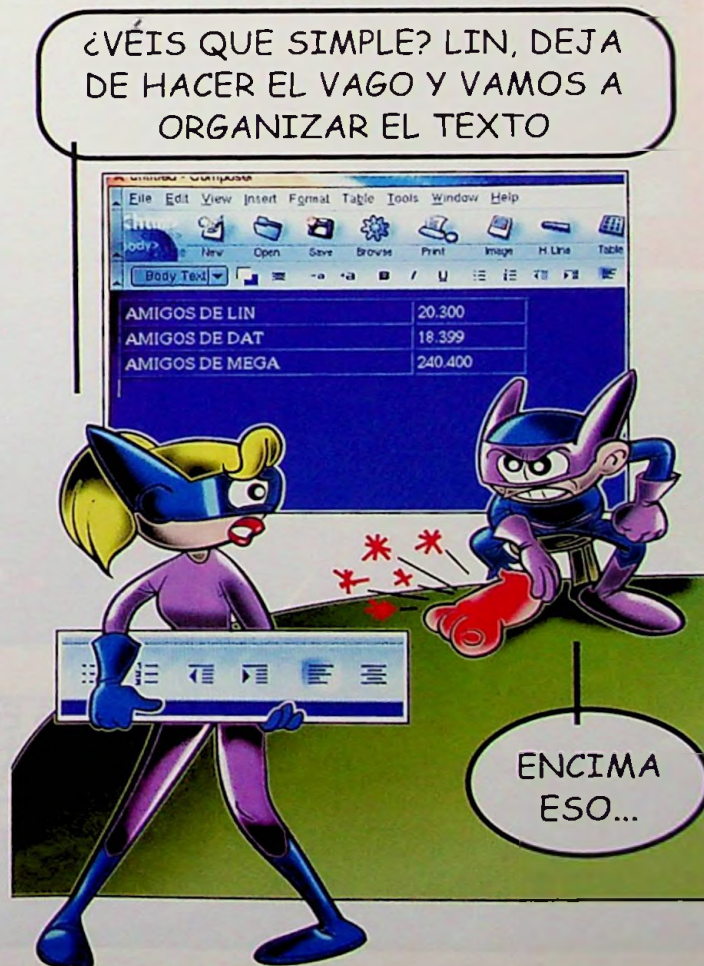 ¿VÉIS QUE SIMPLE? LIN, DEJA
DE HACER EL VAGO Y VAMOS A
ORGANIZAR EL TEXTO
Untitled - Composer
File Edit View Insert Format Table Tools Window Help
New Open Save Browse Print Image H.Line Table
Body Text -a +a B I U
AMIGOS DE LIN 20.300
AMIGOS DE DAT 18.399
AMIGOS DE MEGA 240.400
ENCIMA
ESO...